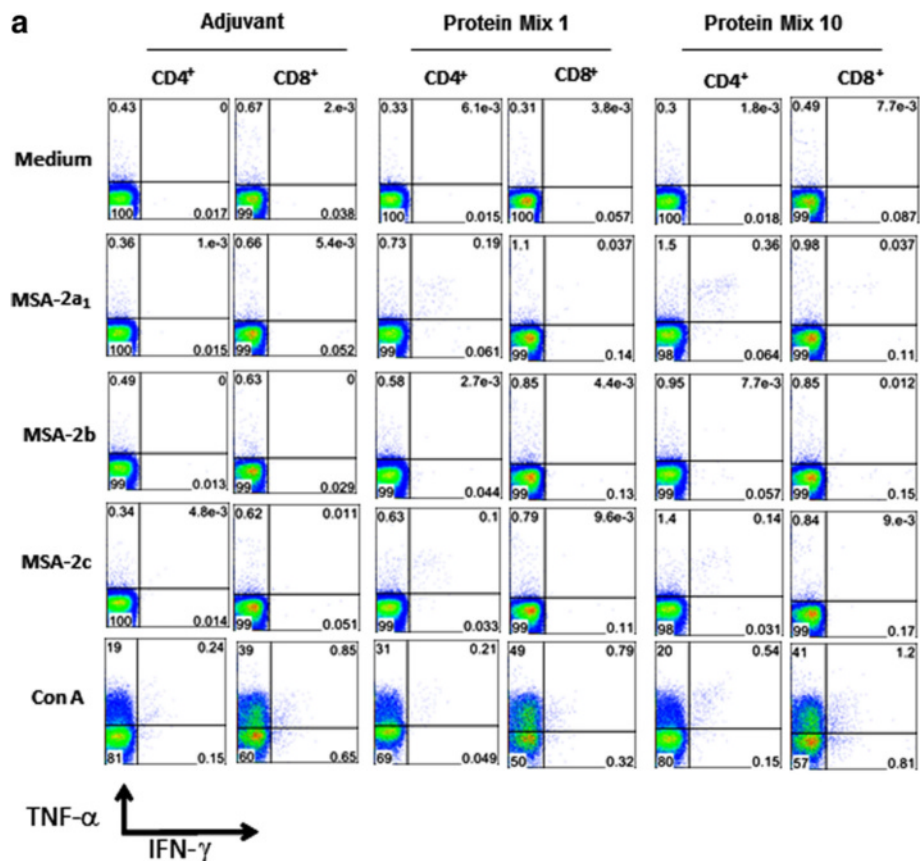 a
Adjuvant Protein Mix 1 Protein Mix 10
CD4+ CD8+ CD4+ CD8+ CD4+ CD8+
Medium
0.43 0 0.67 2.e-3 0.33 6.1e-3 0.31 3.8e-3 0.3 1.8e-3 0.49 7.7e-3
100 0.017 99 0.038 100 0.015 100 0.057 100 0.018 99 0.087
MSA-2a1
0.36 1.e-3 0.66 5.4e-3 0.73 0.19 1.1 0.037 1.5 0.36 0.98 0.037
100 0.015 99 0.052 99 0.061 99 0.14 98 0.064 99 0.11
MSA-2b
0.49 0 0.63 0 0.58 2.7e-3 0.85 4.4e-3 0.95 7.7e-3 0.85 0.012
99 0.013 99 0.029 99 0.044 99 0.13 99 0.057 99 0.15
MSA-2c
0.34 4.8e-3 0.62 0.011 0.63 0.1 0.79 9.6e-3 1.4 0.14 0.84 9.e-3
100 0.014 99 0.051 99 0.033 99 0.11 98 0.031 99 0.17
Con A
19 0.24 39 0.85 31 0.21 49 0.79 20 0.54 41 1.2
81 0.15 60 0.65 69 0.049 50 0.32 80 0.15 57 0.81
TNF-α
IFN-γ